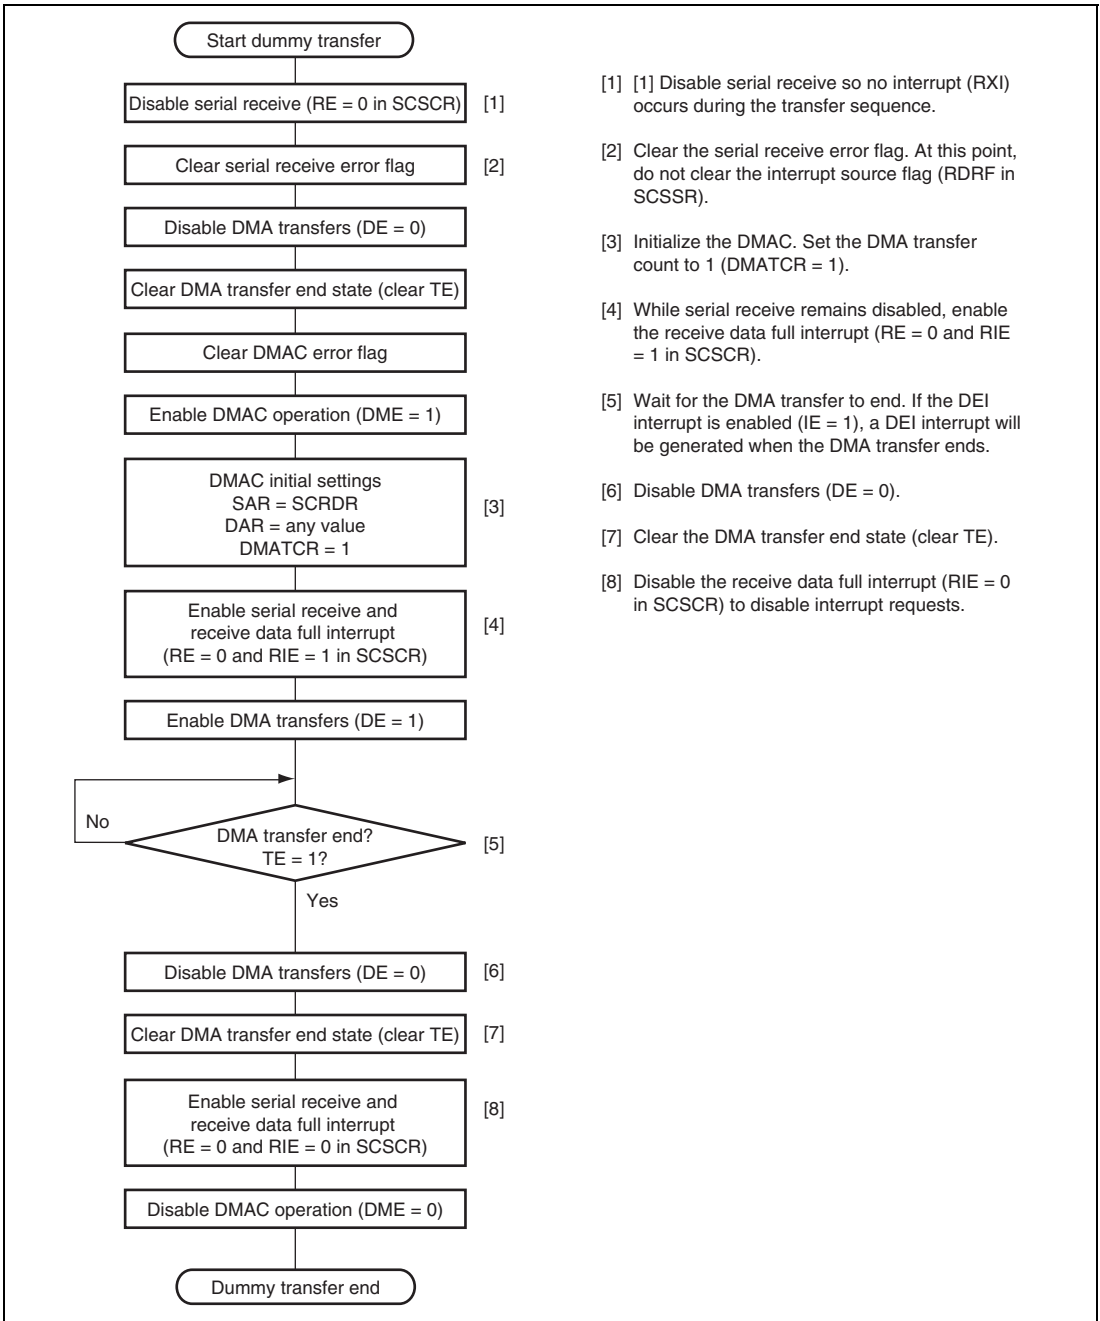 Start dummy transfer
Disable serial receive (RE = 0 in SCSCR)
[1]
Clear serial receive error flag
[2]
Disable DMA transfers (DE = 0)
Clear DMA transfer end state (clear TE)
Clear DMAC error flag
Enable DMAC operation (DME = 1)
DMAC initial settings
SAR = SCRDR
DAR = any value
DMATCR = 1
[3]
Enable serial receive and
receive data full interrupt
(RE = 0 and RIE = 1 in SCSCR)
[4]
Enable DMA transfers (DE = 1)
No
DMA transfer end?
TE = 1?
[5]
Yes
Disable DMA transfers (DE = 0)
[6]
Clear DMA transfer end state (clear TE)
[7]
Enable serial receive and
receive data full interrupt
(RE = 0 and RIE = 0 in SCSCR)
[8]
Disable DMAC operation (DME = 0)
Dummy transfer end
[1] [1] Disable serial receive so no interrupt (RXI)
occurs during the transfer sequence.
[2] Clear the serial receive error flag. At this point,
do not clear the interrupt source flag (RDRF in
SCSSR).
[3] Initialize the DMAC. Set the DMA transfer
count to 1 (DMATCR = 1).
[4] While serial receive remains disabled, enable
the receive data full interrupt (RE = 0 and RIE
= 1 in SCSCR).
[5] Wait for the DMA transfer to end. If the DEI
interrupt is enabled (IE = 1), a DEI interrupt will
be generated when the DMA transfer ends.
[6] Disable DMA transfers (DE = 0).
[7] Clear the DMA transfer end state (clear TE).
[8] Disable the receive data full interrupt (RIE = 0
in SCSCR) to disable interrupt requests.